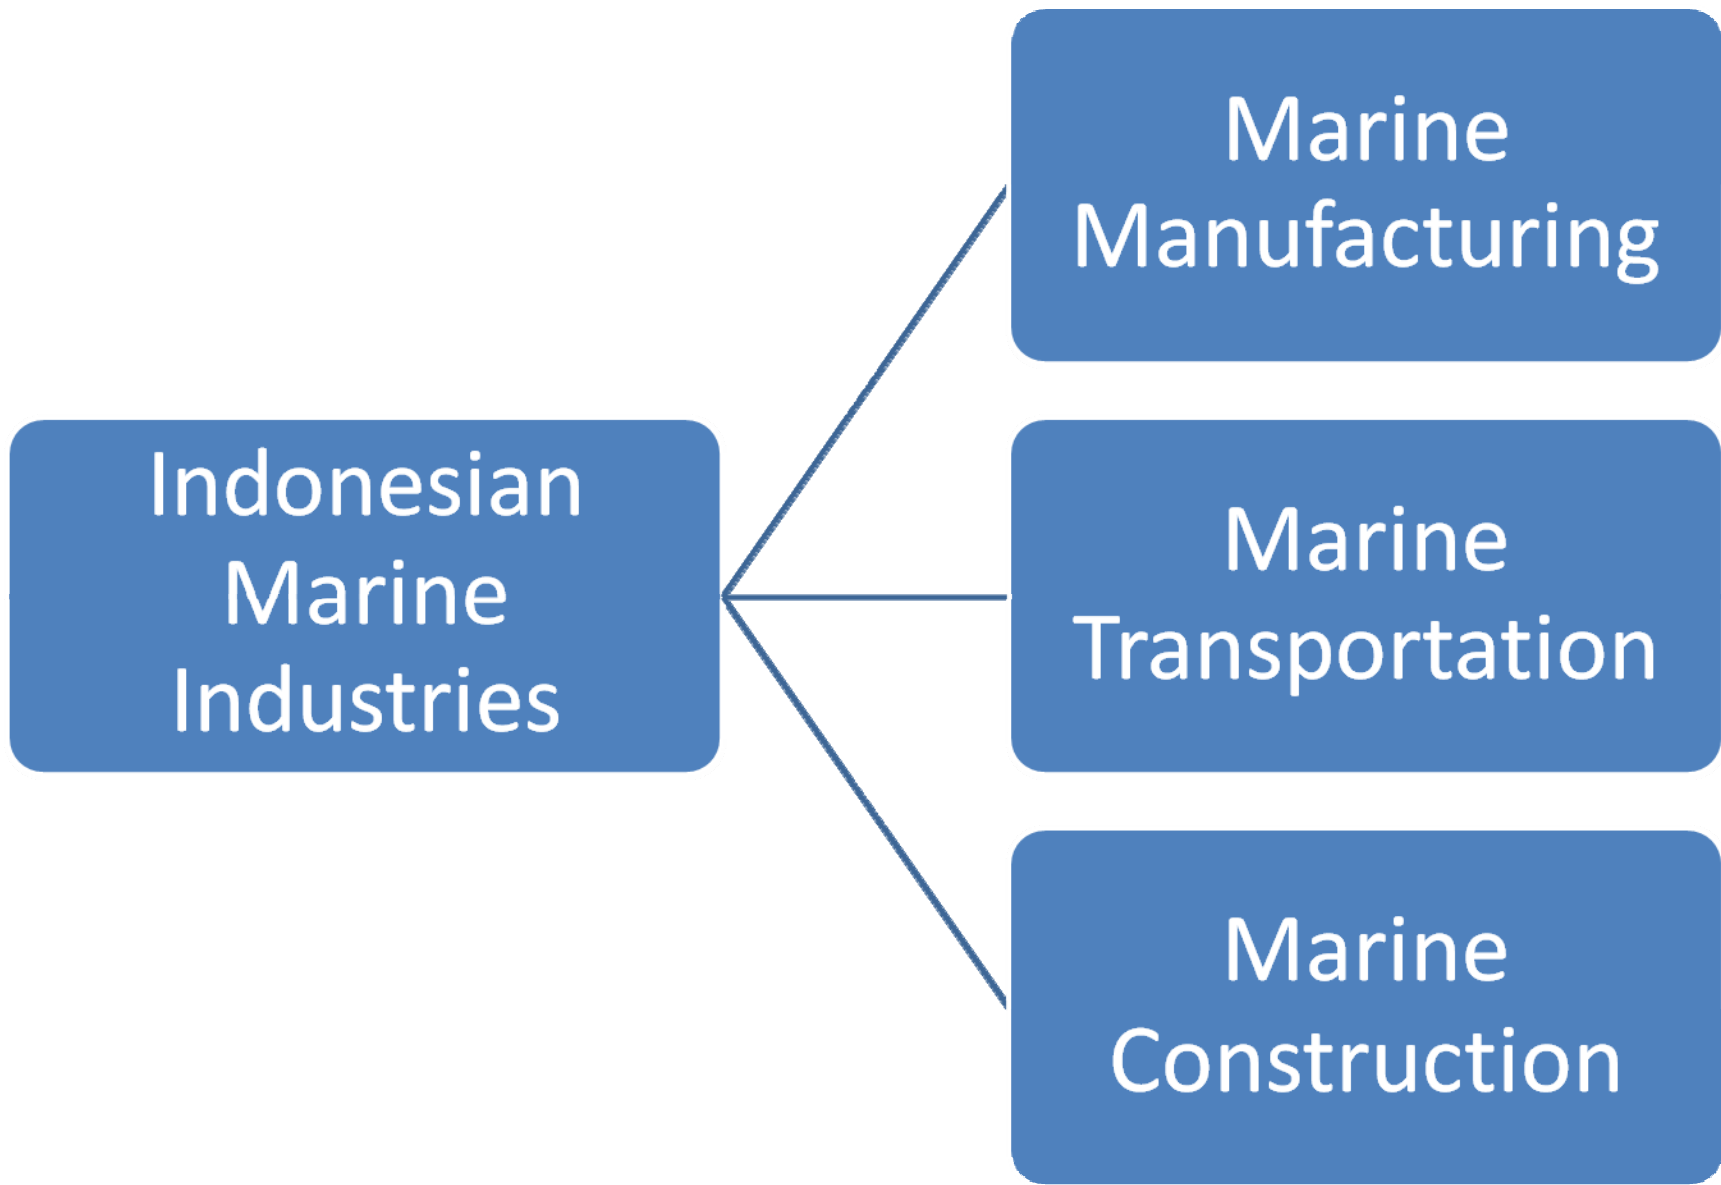 Indonesian
Marine
Industries
Marine
Manufacturing
Marine
Transportation
Marine
Construction